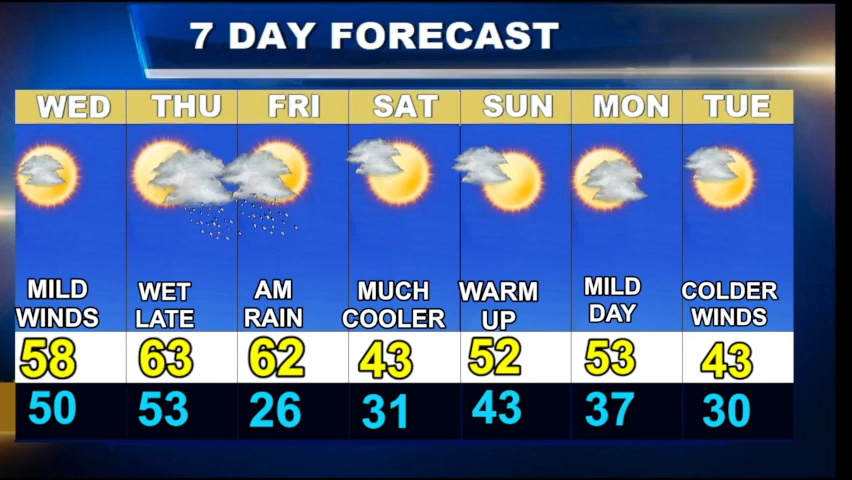 7 DAY FORECAST
WED THU FRI SAT SUN MON TUE
MILD WINDS
WET LATE
AM RAIN
MUCH COOLER
WARM UP
MILD DAY
COLDER WINDS
58 63 62 43 52 53 43
50 53 26 31 43 37 30